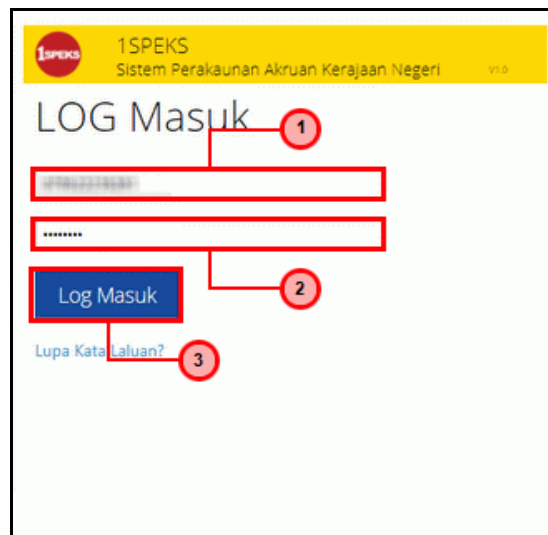 1SPEKS
1SPEKS
Sistem Perakaunan Akruan Kerajaan Negeri
V1.0
LOG Masuk
1
2
Log Masuk
Lupa Kata Laluan?
3